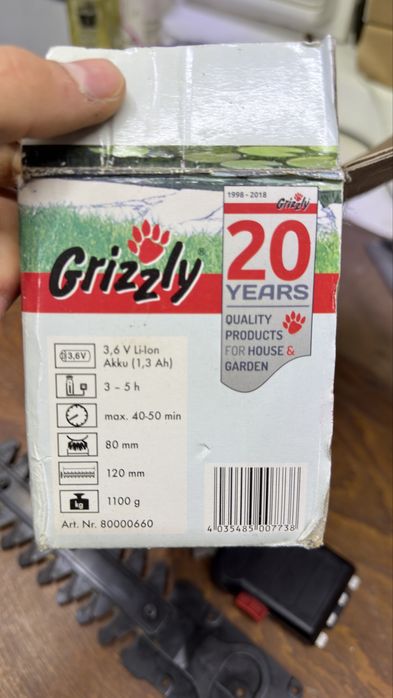 1998 - 2018 Grizzly
20
YEARS
QUALITY
PRODUCTS
FOR HOUSE &
GARDEN
Grizzly®
3,6V
3,6 V Li-Ion
Akku (1,3 Ah)
3 – 5 h
max. 40-50 min
80 mm
120 mm
kg
1100 g
Art. Nr. 80000660
4 035485 007738